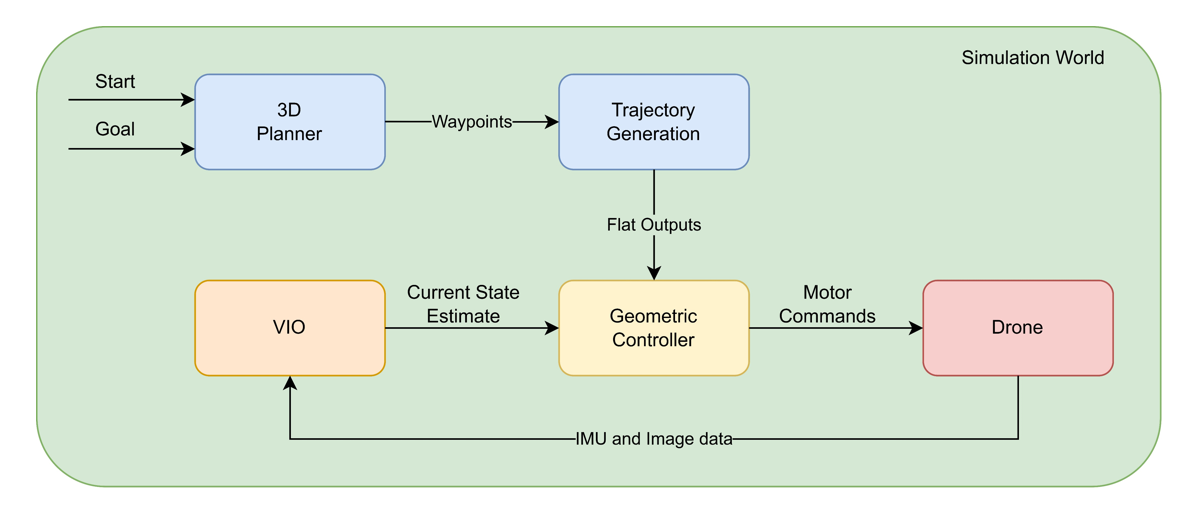 Simulation World
Start
Goal
3D
Planner
Waypoints
Trajectory
Generation
Flat Outputs
VIO
Current State
Estimate
Geometric
Controller
Motor
Commands
Drone
IMU and Image data